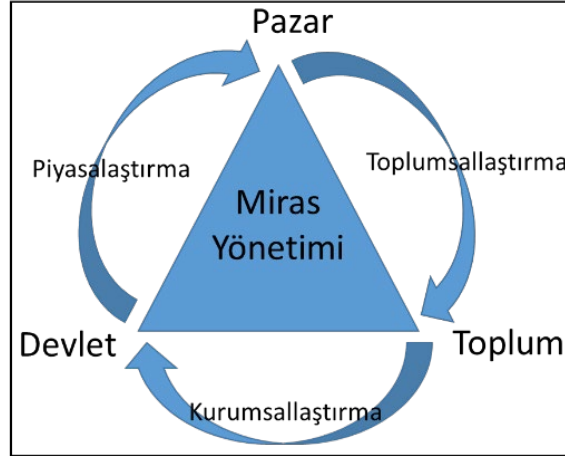 Pazar
Piyasalaştırma
Toplumsallaştırma
Miras
Yönetimi
Devlet
Toplum
Kurumsallaştırma